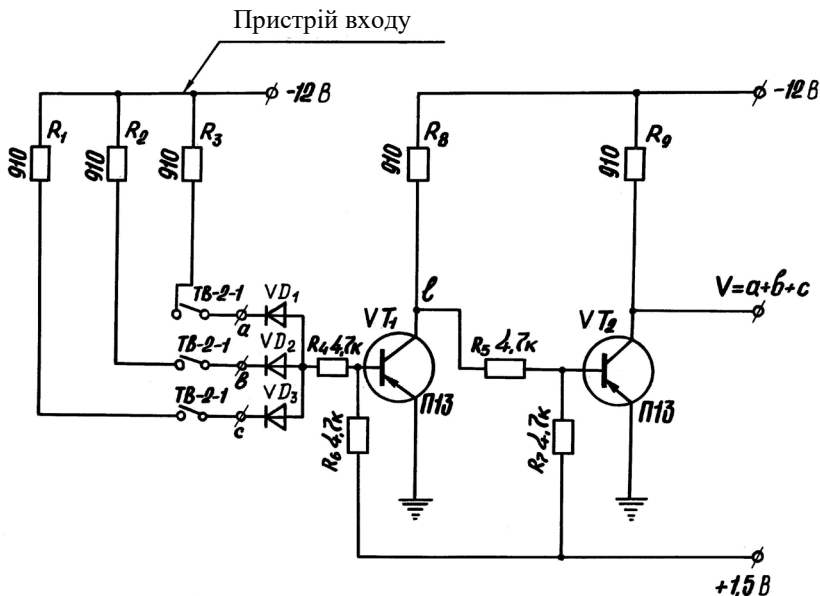 Пристрій входу
-12 В
-12 В
R1
910
R2
910
R3
910
R8
910
R9
910
ТВ-2-1
VD1
a
ТВ-2-1
VD2
в
ТВ-2-1
VD3
c
R4 4,7к
VT1
П13
ℓ
R5 4,7к
VT2
П13
V=a+в+c
R6 4,7к
R7 4,7к
+1,5 В